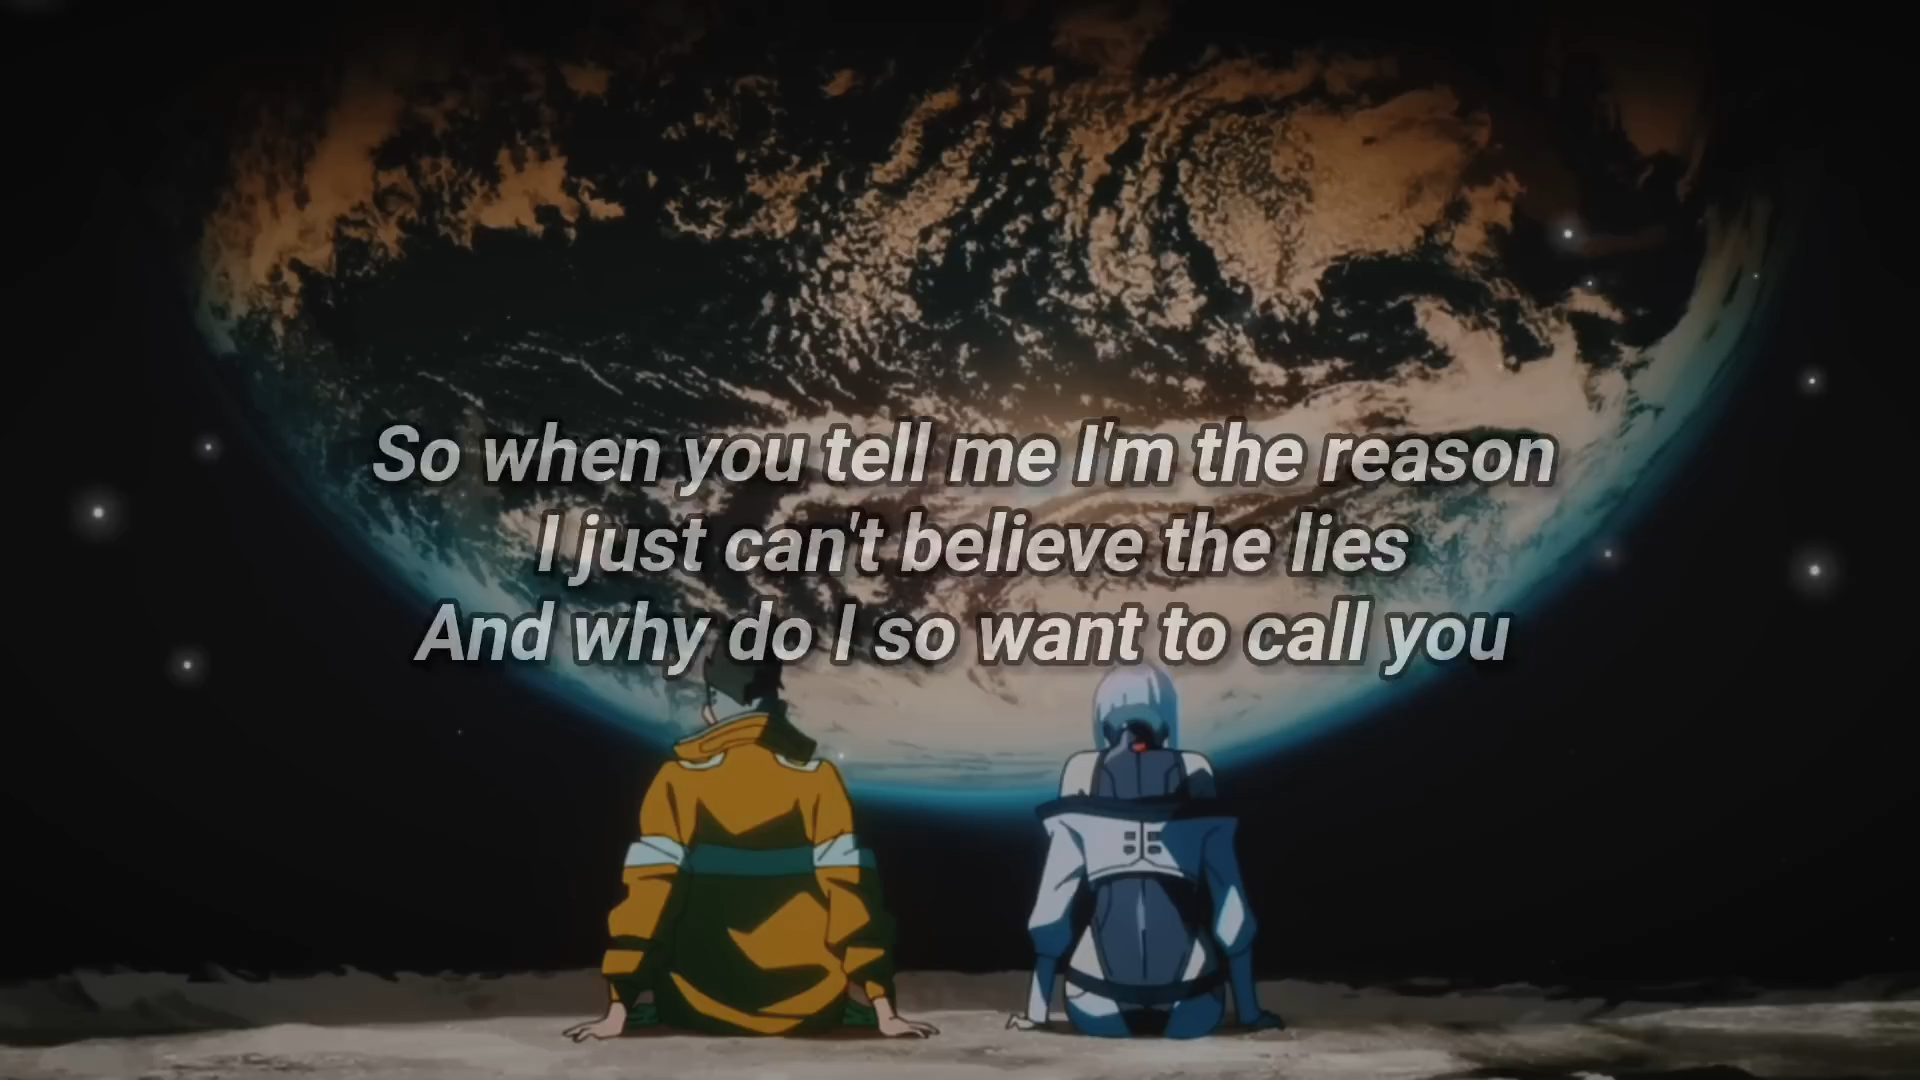 So when you tell me I'm the reason
I just can't believe the lies
And why do I so want to call you